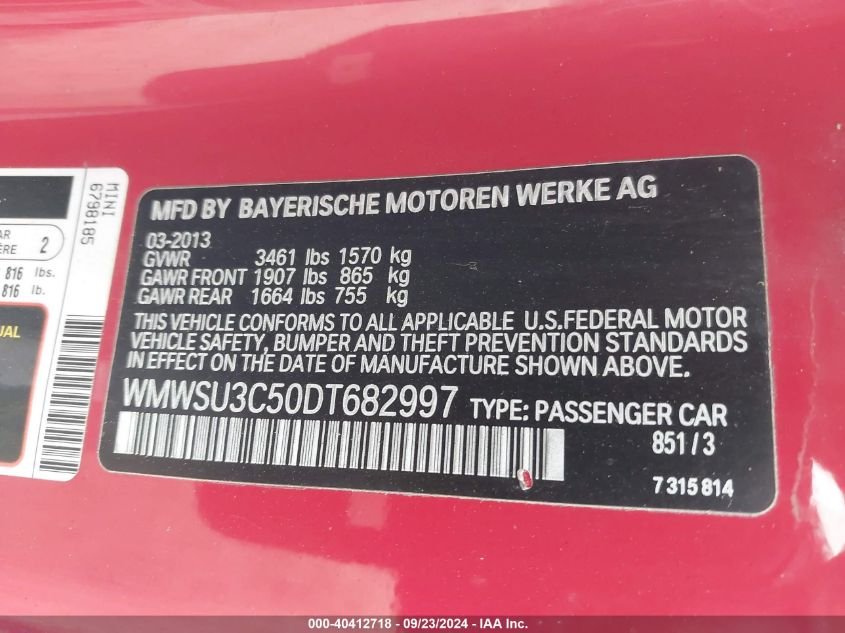 MINI
6798185
AR
ÈRE 2
816 lbs.
816 lb.
UAL
MFD BY BAYERISCHE MOTOREN WERKE AG
03-2013
GVWR 3461 lbs 1570 kg
GAWR FRONT 1907 lbs 865 kg
GAWR REAR 1664 lbs 755 kg
THIS VEHICLE CONFORMS TO ALL APPLICABLE U.S.FEDERAL MOTOR
VEHICLE SAFETY, BUMPER AND THEFT PREVENTION STANDARDS
IN EFFECT ON THE DATE OF MANUFACTURE SHOWN ABOVE.
WMWSU3C50DT682997 TYPE: PASSENGER CAR
851/3
7 315 814
000-40412718 - 09/23/2024 - IAA Inc.